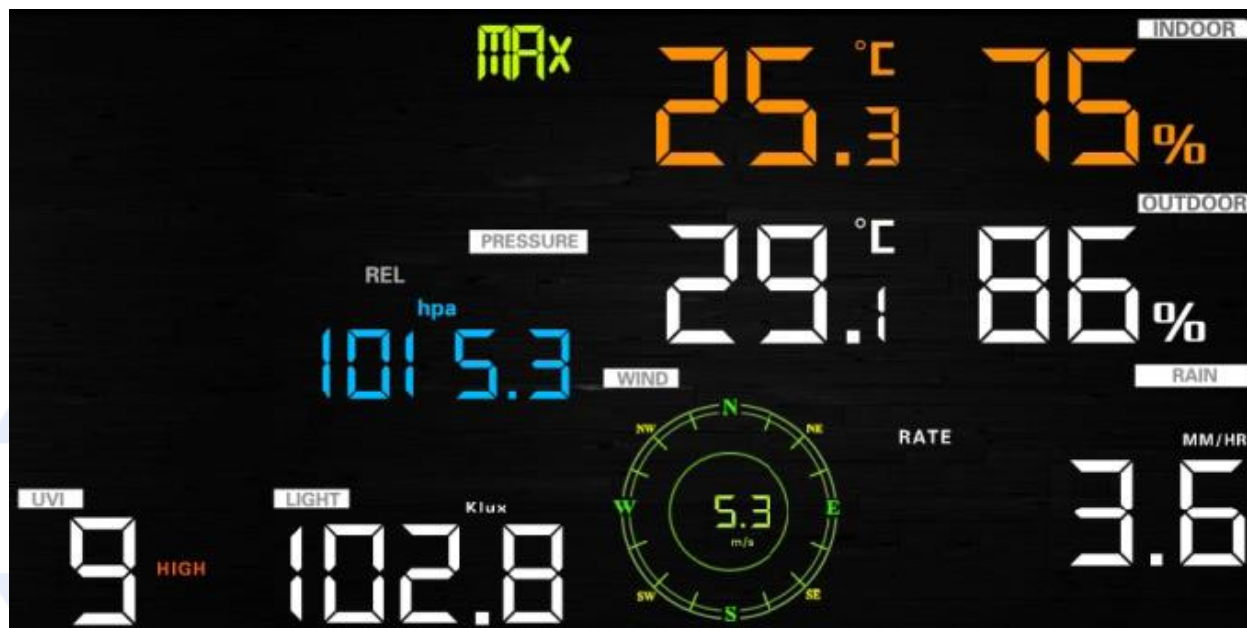 MAX
25.3 °C
INDOOR
75%
PRESSURE
REL
hpa
1015.3
29.1 °C
OUTDOOR
86%
WIND
N
NW
NE
W
5.3
m/s
E
SW
SE
S
RAIN
RATE
MM/HR
3.6
UVI
9
HIGH
LIGHT
Klux
102.8